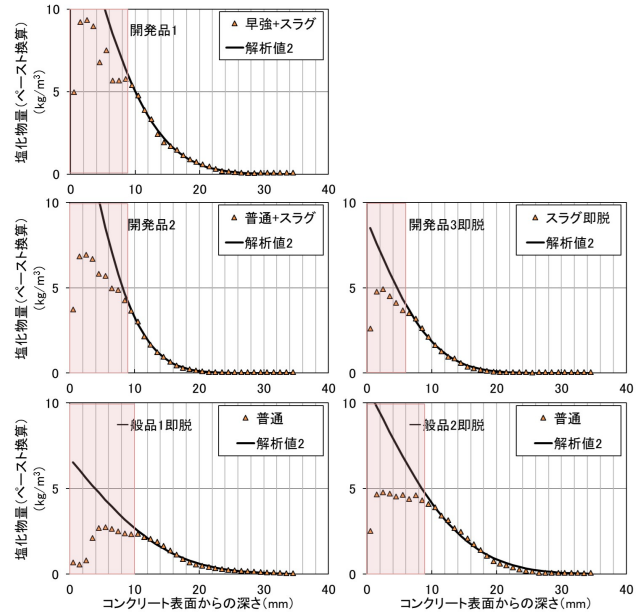 開発品1
早強+スラグ
解析値2
塩化物量(ペースト換算)
(kg/m³)
10
5
0
0 10 20 30 40
mm
開発品2
普通+スラグ
解析値2
塩化物量(ペースト換算)
(kg/m³)
10
5
0
0 10 20 30 40
開発品3即脱
スラグ即脱
解析値2
10
5
0
0 10 20 30 40
一般品1即脱
普通
解析値2
塩化物量(ペースト換算)
(kg/m³)
10
5
0
0 10 20 30 40
コンクリート表面からの深さ(mm)
一般品2即脱
普通
解析値2
10
5
0
0 10 20 30 40
コンクリート表面からの深さ(mm)